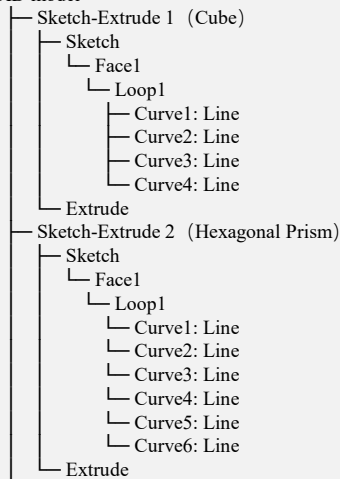 Sketch-Extrude 1 （Cube）
Sketch
Face1
Loop1
Curve1: Line
Curve2: Line
Curve3: Line
Curve4: Line
Extrude
Sketch-Extrude 2 （Hexagonal Prism）
Sketch
Face1
Loop1
Curve1: Line
Curve2: Line
Curve3: Line
Curve4: Line
Curve5: Line
Curve6: Line
Extrude